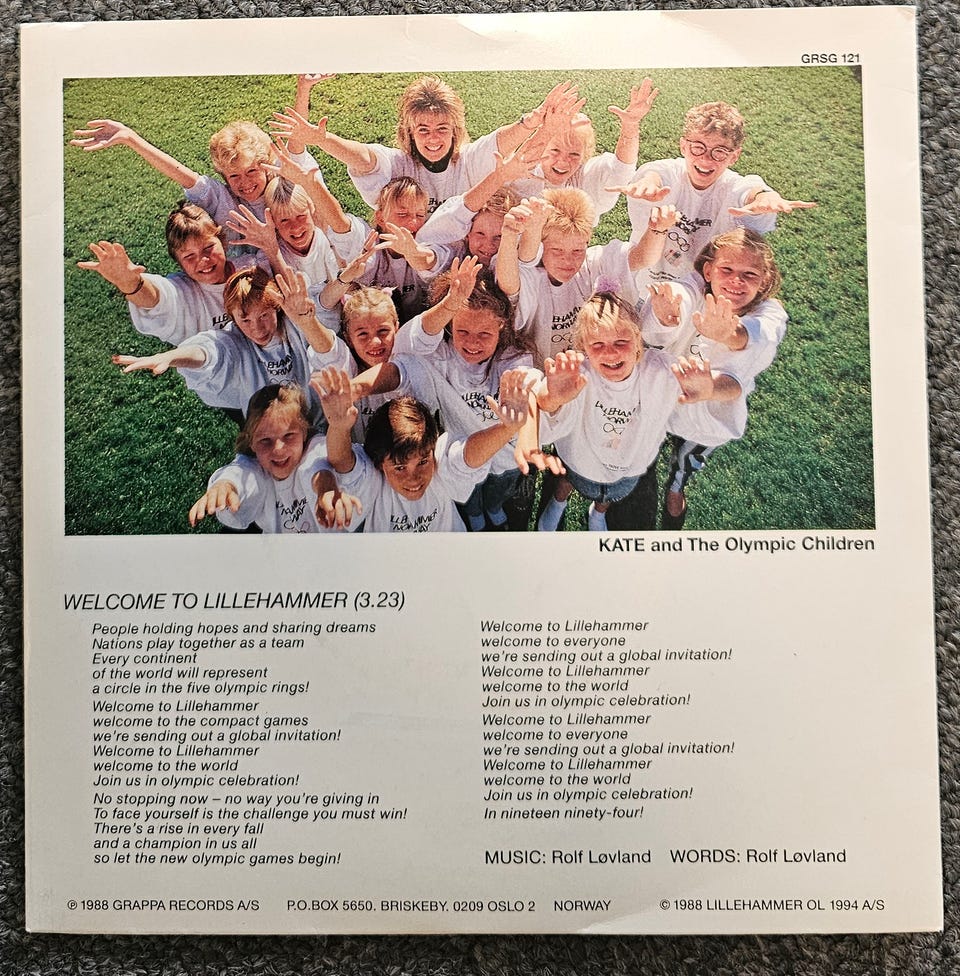 GRSG 121
KATE and The Olympic Children
WELCOME TO LILLEHAMMER (3.23)
People holding hopes and sharing dreams
Nations play together as a team
Every continent
of the world will represent
a circle in the five olympic rings!
Welcome to Lillehammer
welcome to the compact games
we're sending out a global invitation!
Welcome to Lillehammer
welcome to the world
Join us in olympic celebration!
No stopping now – no way you're giving in
To face yourself is the challenge you must win!
There's a rise in every fall
and a champion in us all
so let the new olympic games begin!
Welcome to Lillehammer
welcome to everyone
we're sending out a global invitation!
Welcome to Lillehammer
welcome to the world
Join us in olympic celebration!
Welcome to Lillehammer
welcome to everyone
we're sending out a global invitation!
Welcome to Lillehammer
welcome to the world
Join us in olympic celebration!
In nineteen ninety-four!
MUSIC: Rolf Løvland WORDS: Rolf Løvland
℗ 1988 GRAPPA RECORDS A/S P.O.BOX 5650. BRISKEBY. 0209 OSLO 2 NORWAY © 1988 LILLEHAMMER OL 1994 A/S